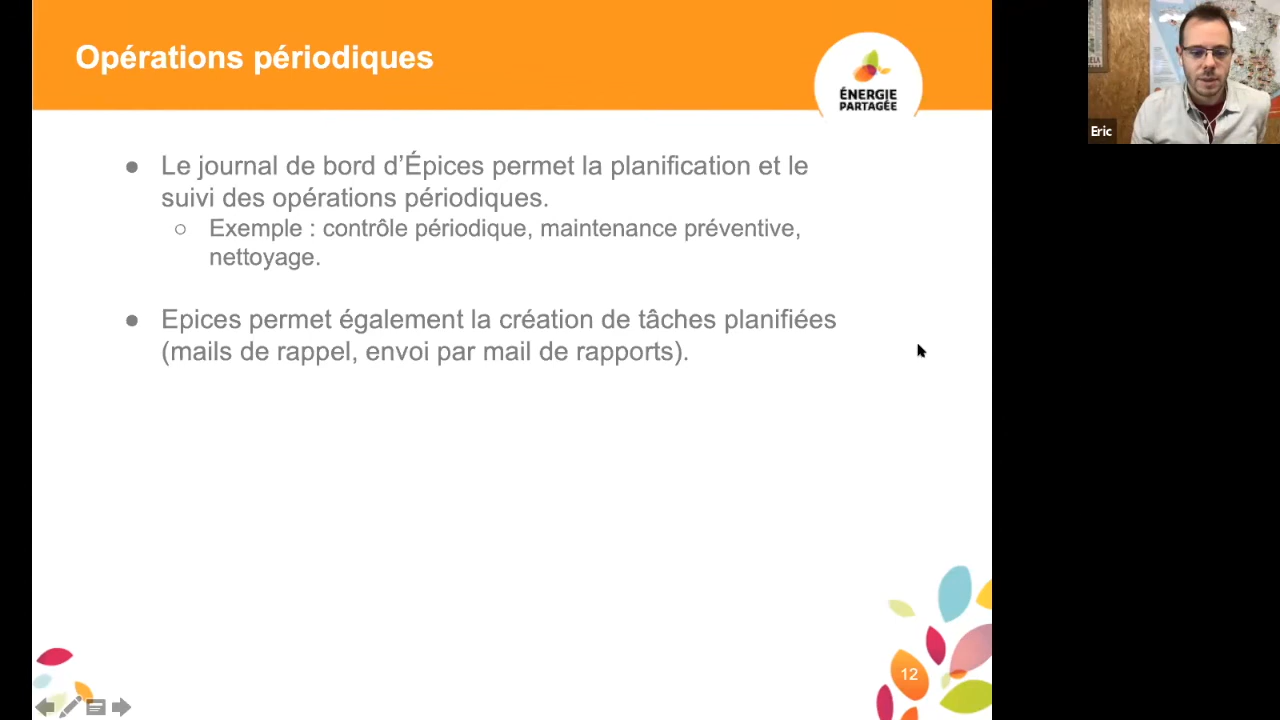 Opérations périodiques
ÉNERGIE
PARTAGÉE
Eric
● Le journal de bord d’Épices permet la planification et le
suivi des opérations périodiques.
○ Exemple : contrôle périodique, maintenance préventive,
nettoyage.
● Epices permet également la création de tâches planifiées
(mails de rappel, envoi par mail de rapports).
12